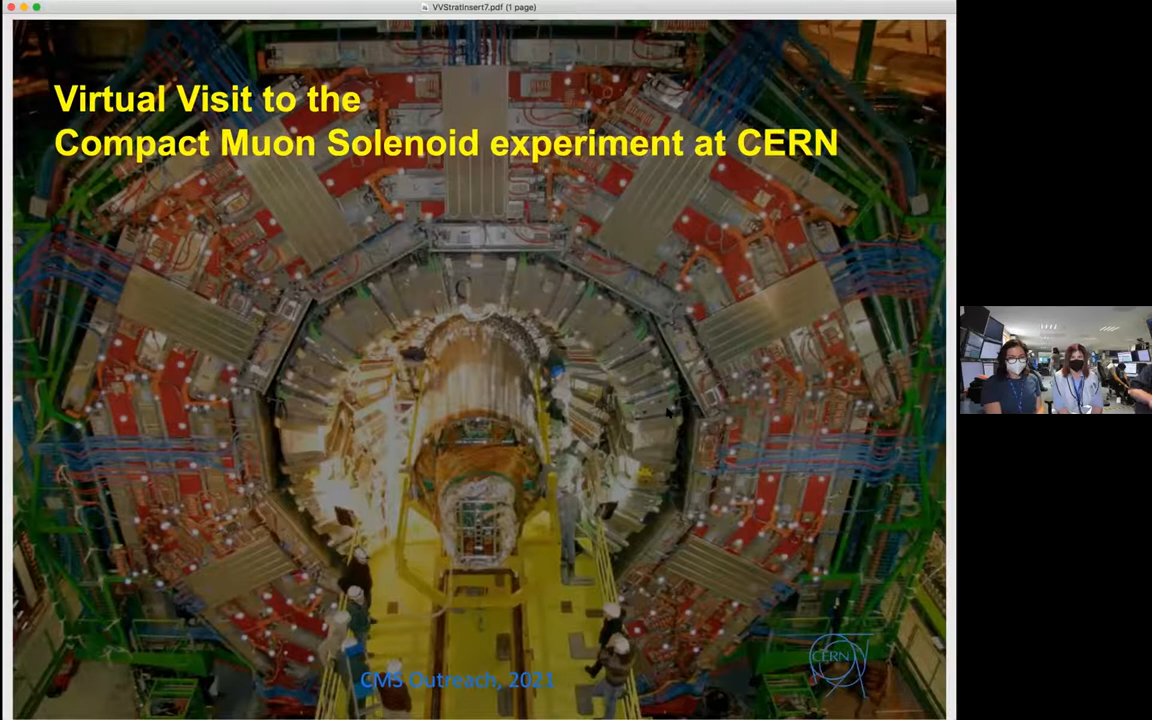 VVStratInsert7.pdf (1 page)
Virtual Visit to the
Compact Muon Solenoid experiment at CERN
CERN
CMS Outreach, 2021